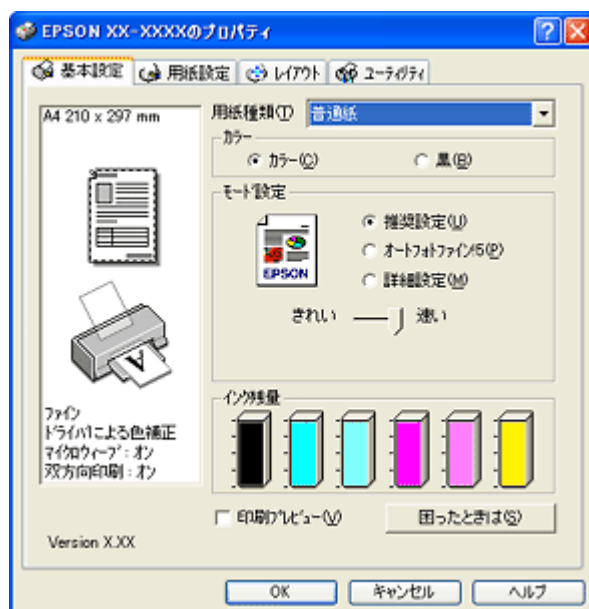 EPSON XX-XXXXのプロパティ
基本設定 用紙設定 レイアウト ユーティリティ
A4 210 x 297 mm
用紙種類(T) 普通紙
カラー
カラー(C) 黒(B)
モード設定
推奨設定(U)
オートフォトファイン!5(P)
詳細設定(M)
EPSON
きれい 速い
A
ファイン
ドライバによる色補正
マイクロウィーブ:オン
双方向印刷:オン
インク残量
印刷プレビュー(V) 困ったときは(S)
Version X.XX
OK キャンセル ヘルプ